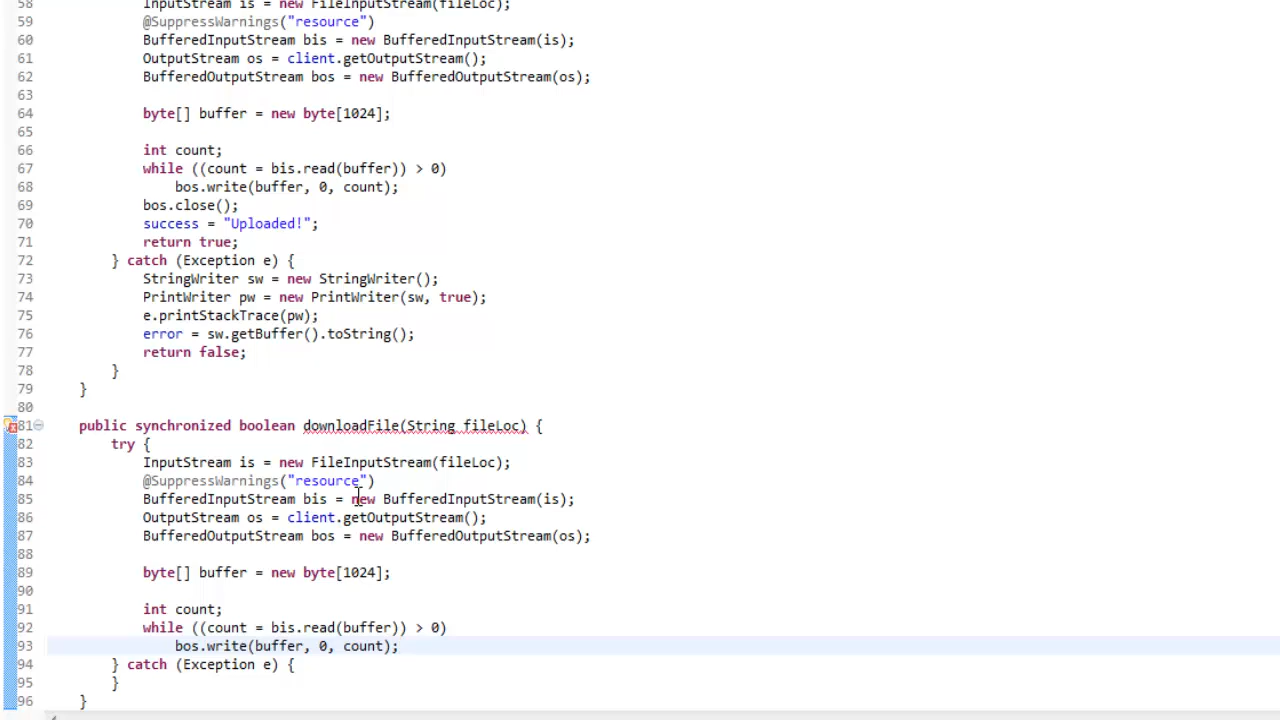 58 InputStream is = new FileInputStream(fileLoc);
59 @SuppressWarnings("resource")
60 BufferedInputStream bis = new BufferedInputStream(is);
61 OutputStream os = client.getOutputStream();
62 BufferedOutputStream bos = new BufferedOutputStream(os);
63
64 byte[] buffer = new byte[1024];
65
66 int count;
67 while ((count = bis.read(buffer)) > 0)
68 bos.write(buffer, 0, count);
69 bos.close();
70 success = "Uploaded!";
71 return true;
72 } catch (Exception e) {
73 StringWriter sw = new StringWriter();
74 PrintWriter pw = new PrintWriter(sw, true);
75 e.printStackTrace(pw);
76 error = sw.getBuffer().toString();
77 return false;
78 }
79 }
80
81 public synchronized boolean downloadFile(String fileLoc) {
82 try {
83 InputStream is = new FileInputStream(fileLoc);
84 @SuppressWarnings("resource")
85 BufferedInputStream bis = new BufferedInputStream(is);
86 OutputStream os = client.getOutputStream();
87 BufferedOutputStream bos = new BufferedOutputStream(os);
88
89 byte[] buffer = new byte[1024];
90
91 int count;
92 while ((count = bis.read(buffer)) > 0)
93 bos.write(buffer, 0, count);
94 } catch (Exception e) {
95 }
96 }